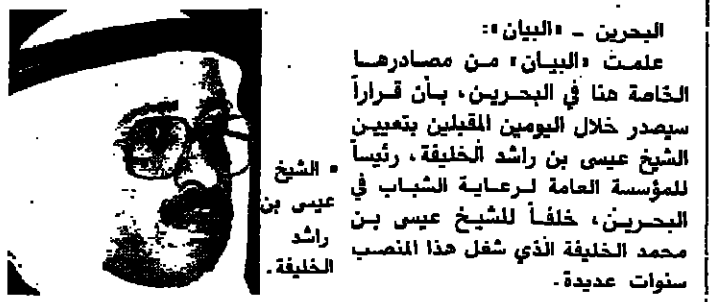 البحرين - «البيان»:
علمت «البيان» من مصادرها
الخاصة هنا في البحرين، بأن قراراً
سيصدر خلال اليومين المقبلين بتعيين
الشيخ عيسى بن راشد الخليفة، رئيساً
للمؤسسة العامة لرعاية الشباب في
البحرين، خلفاً للشيخ عيسى بن
محمد الخليفة الذي شغل هذا المنصب
سنوات عديدة.
▪ الشيخ
عيسى بن
راشد
الخليفة.